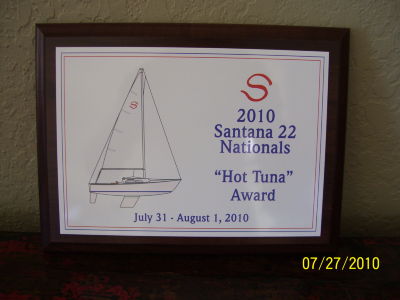 S
S
2010
Santana 22
Nationals
"Hot Tuna"
Award
July 31 - August 1, 2010
07/27/2010